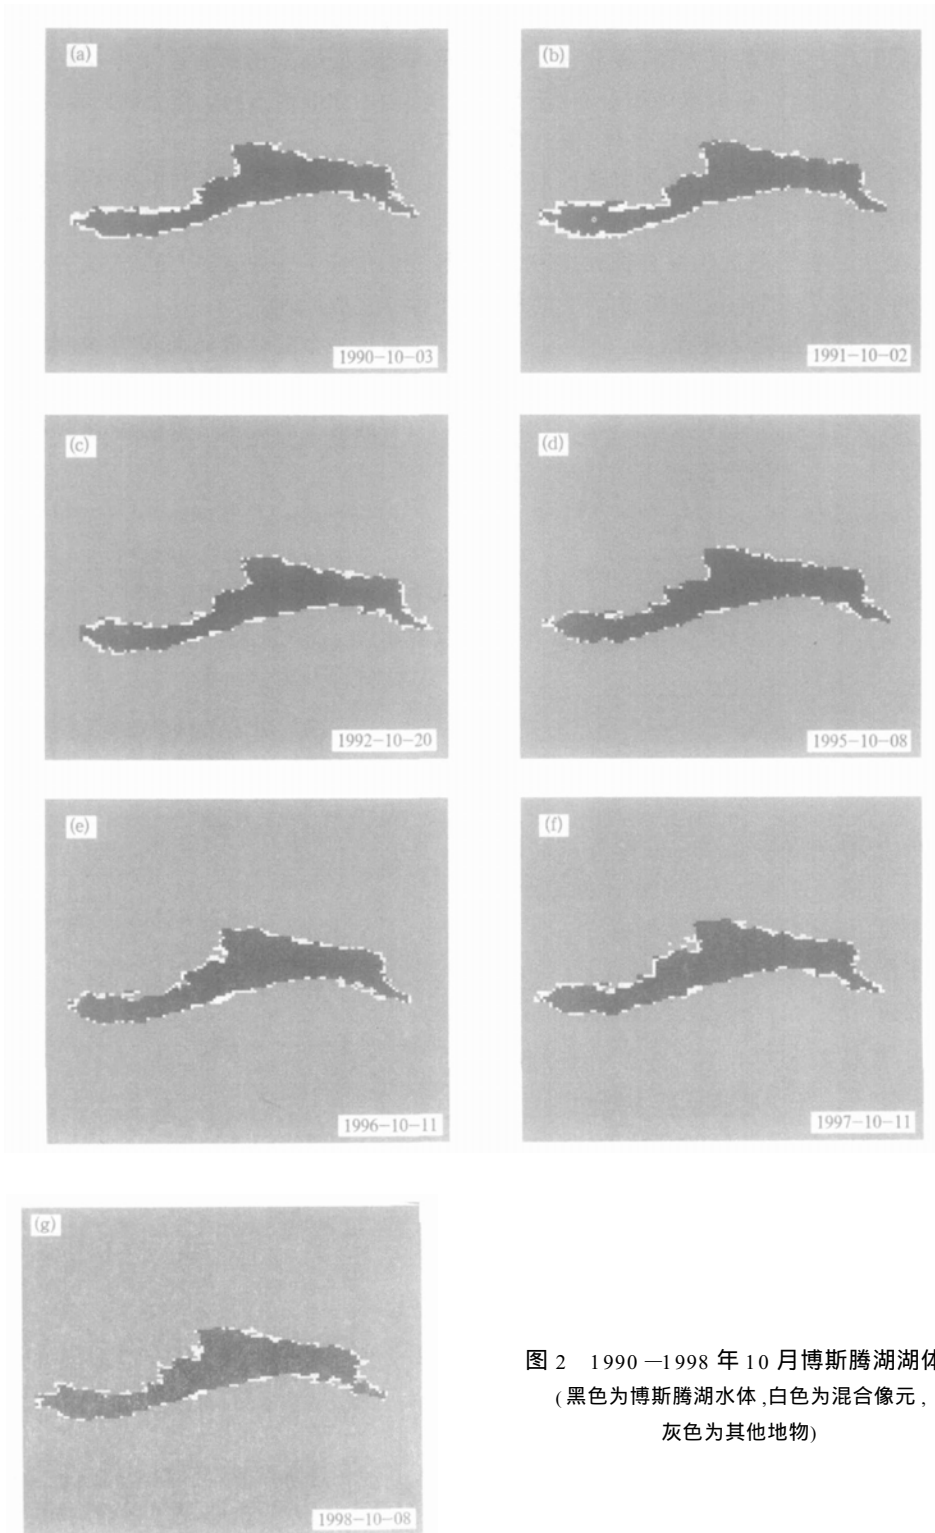 (a)
1990-10-03
(b)
1991-10-02
(c)
1992-10-20
(d)
1995-10-08
(e)
1996-10-11
(f)
1997-10-11
(g)
1998-10-08
图 2 1990 —1998 年 10 月博斯腾湖湖体
( 黑色为博斯腾湖水体 ,白色为混合像元 ,
灰色为其他地物)